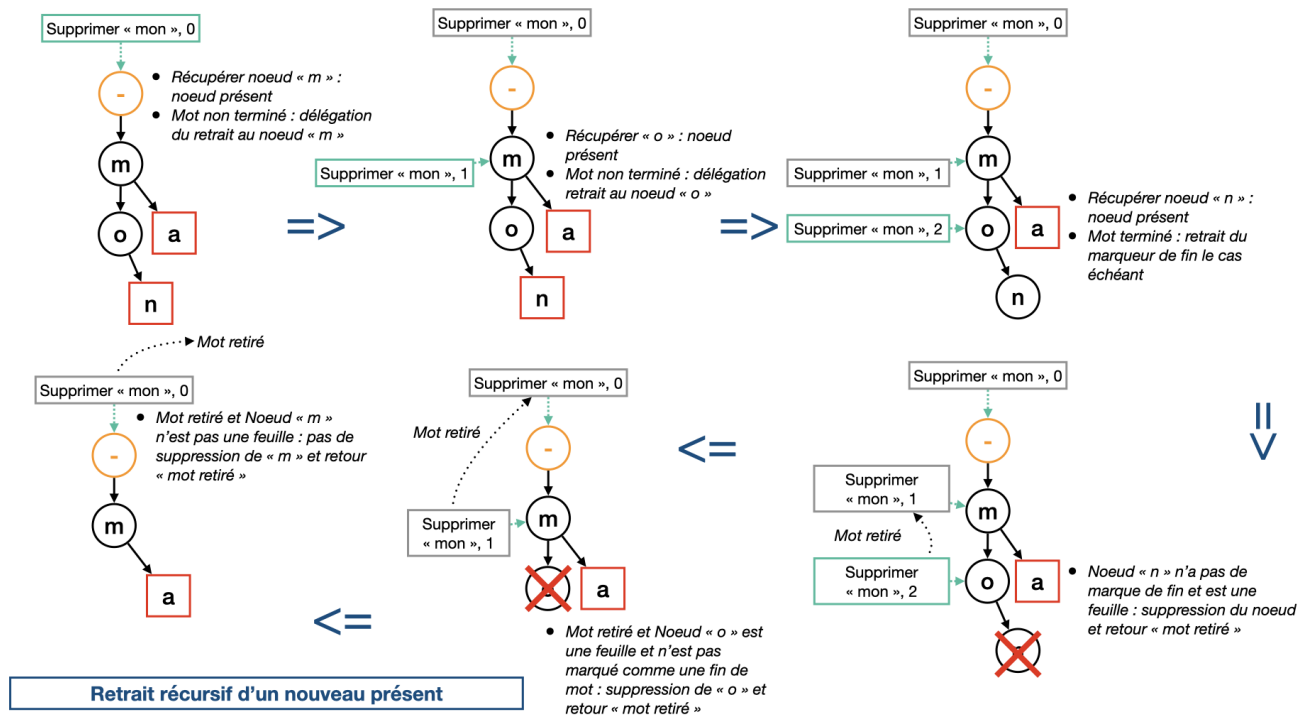 Supprimer « mon », 0
-
m
o
a
n
• Récupérer noeud « m » :
noeud présent
• Mot non terminé : délégation
du retrait au noeud « m »
=>
Supprimer « mon », 0
-
Supprimer « mon », 1
m
o
a
n
• Récupérer « o » : noeud
présent
• Mot non terminé : délégation
retrait au noeud « o »
=>
Supprimer « mon », 0
-
Supprimer « mon », 1
m
Supprimer « mon », 2
o
a
n
• Récupérer noeud « n » :
noeud présent
• Mot terminé : retrait du
marqueur de fin le cas
échéant
=>
Supprimer « mon », 0
-
Supprimer
« mon », 1
m
Mot retiré
Supprimer
« mon », 2
o
a
• Noeud « n » n’a pas de
marque de fin et est une
feuille : suppression du noeud
et retour « mot retiré »
<=
Supprimer « mon », 0
Mot retiré
-
Supprimer
« mon », 1
m
a
• Mot retiré et Noeud « o » est
une feuille et n’est pas
marqué comme une fin de
mot : suppression de « o » et
retour « mot retiré »
<=
Mot retiré
Supprimer « mon », 0
-
m
a
• Mot retiré et Noeud « m »
n’est pas une feuille : pas de
suppression de « m » et retour
« mot retiré »
Retrait récursif d’un nouveau présent